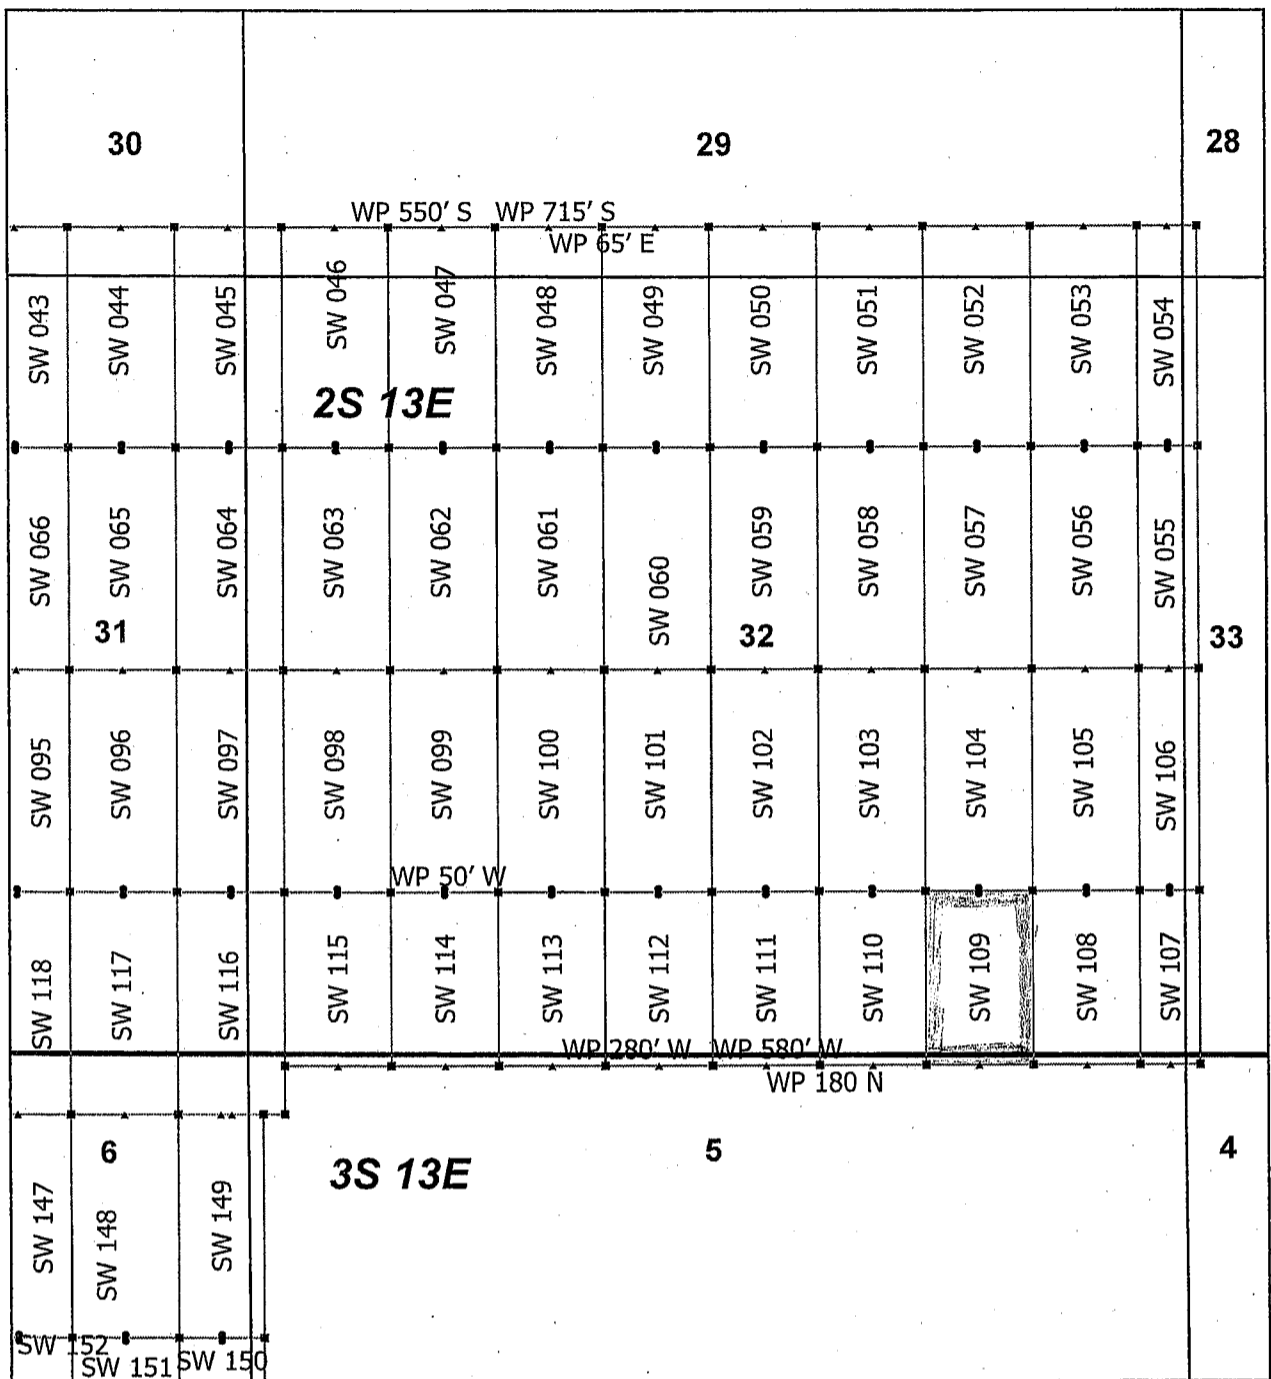 30
29
28
WP 550' S
WP 715' S
WP 65' E
SW 043
SW 044
SW 045
SW 046
SW 047
SW 048
SW 049
SW 050
SW 051
SW 052
SW 053
SW 054
2S 13E
SW 066
SW 065
SW 064
SW 063
SW 062
SW 061
SW 060
SW 059
SW 058
SW 057
SW 056
SW 055
31
32
33
SW 095
SW 096
SW 097
SW 098
SW 099
SW 100
SW 101
SW 102
SW 103
SW 104
SW 105
SW 106
WP 50' W
SW 118
SW 117
SW 116
SW 115
SW 114
SW 113
SW 112
SW 111
SW 110
SW 109
SW 108
SW 107
WP 280' W
WP 580' W
WP 180 N
6
3S 13E
5
4
SW 147
SW 148
SW 149
SW 152
SW 151
SW 150